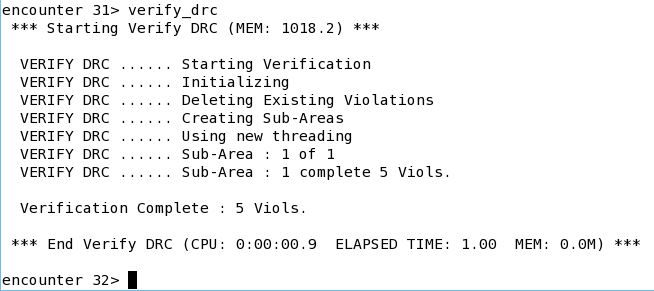 encounter 31> verify_drc
*** Starting Verify DRC (MEM: 1018.2) ***
VERIFY DRC ...... Starting Verification
VERIFY DRC ...... Initializing
VERIFY DRC ...... Deleting Existing Violations
VERIFY DRC ...... Creating Sub-Areas
VERIFY DRC ...... Using new threading
VERIFY DRC ...... Sub-Area : 1 of 1
VERIFY DRC ...... Sub-Area : 1 complete 5 Viols.
Verification Complete : 5 Viols.
*** End Verify DRC (CPU: 0:00:00.9  ELAPSED TIME: 1.00  MEM: 0.0M) ***
encounter 32>